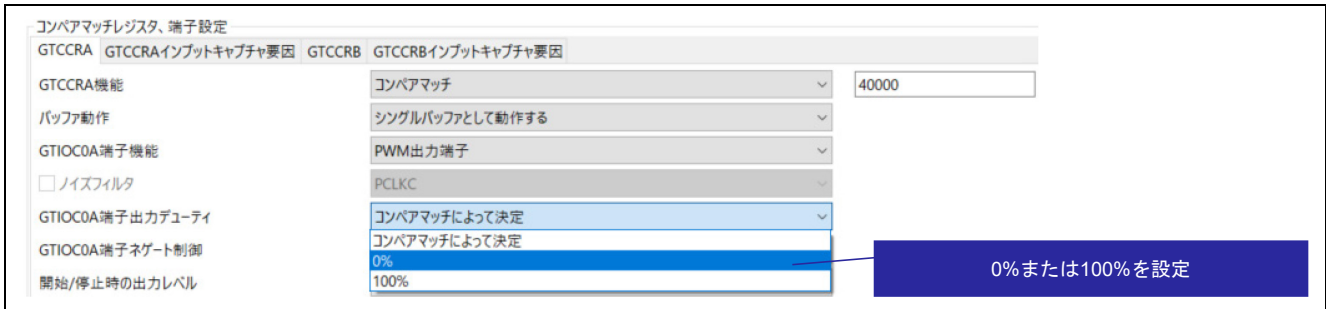 コンペアマッチレジスタ、端子設定
GTCCRA GTCCRAインプットキャプチャ要因 GTCCRB GTCCRBインプットキャプチャ要因
GTCCRA機能 コンペアマッチ 40000
バッファ動作 シングルバッファとして動作する
GTIOC0A端子機能 PWM出力端子
ノイズフィルタ PCLKC
GTIOC0A端子出力デューティ コンペアマッチによって決定
コンペアマッチによって決定
GTIOC0A端子ネゲート制御 0%
開始/停止時の出力レベル 100%
0%または100%を設定